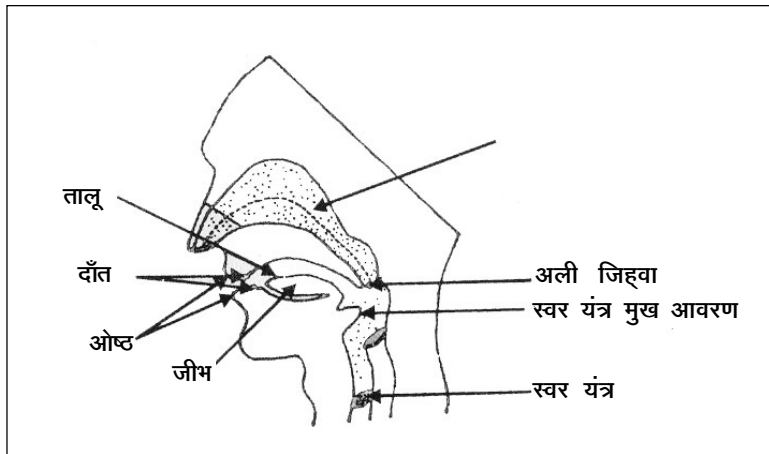 तालू
दाँत
ओष्ठ
जीभ
अली जिह्वा
स्वर यंत्र मुख आवरण
स्वर यंत्र